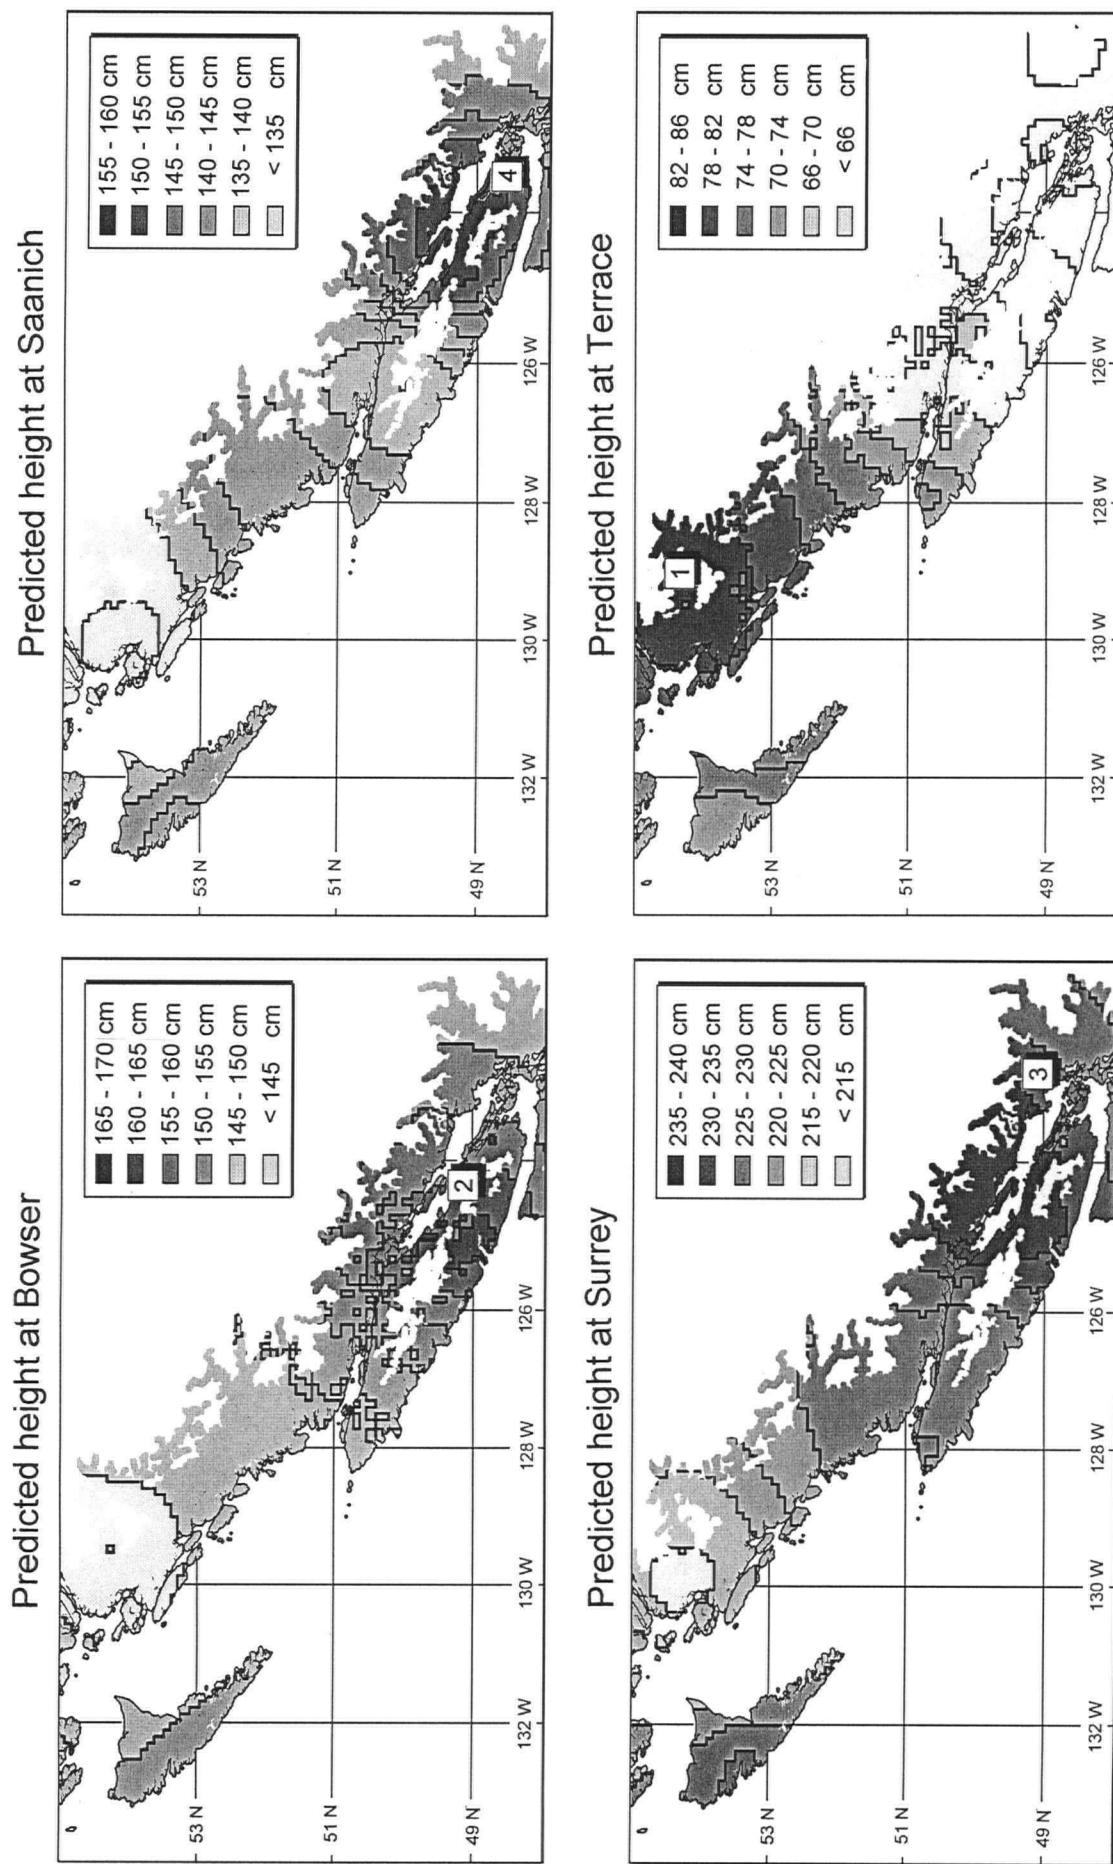 Predicted height at Bowser
165 - 170 cm
160 - 165 cm
155 - 160 cm
150 - 155 cm
145 - 150 cm
< 145 cm
2
53 N
51 N
49 N
132 W
130 W
128 W
126 W
Predicted height at Saanich
155 - 160 cm
150 - 155 cm
145 - 150 cm
140 - 145 cm
135 - 140 cm
< 135 cm
4
53 N
51 N
49 N
132 W
130 W
128 W
126 W
Predicted height at Surrey
235 - 240 cm
230 - 235 cm
225 - 230 cm
220 - 225 cm
215 - 220 cm
< 215 cm
3
53 N
51 N
49 N
132 W
130 W
128 W
126 W
Predicted height at Terrace
82 - 86 cm
78 - 82 cm
74 - 78 cm
70 - 74 cm
66 - 70 cm
< 66 cm
1
53 N
51 N
49 N
132 W
130 W
128 W
126 W